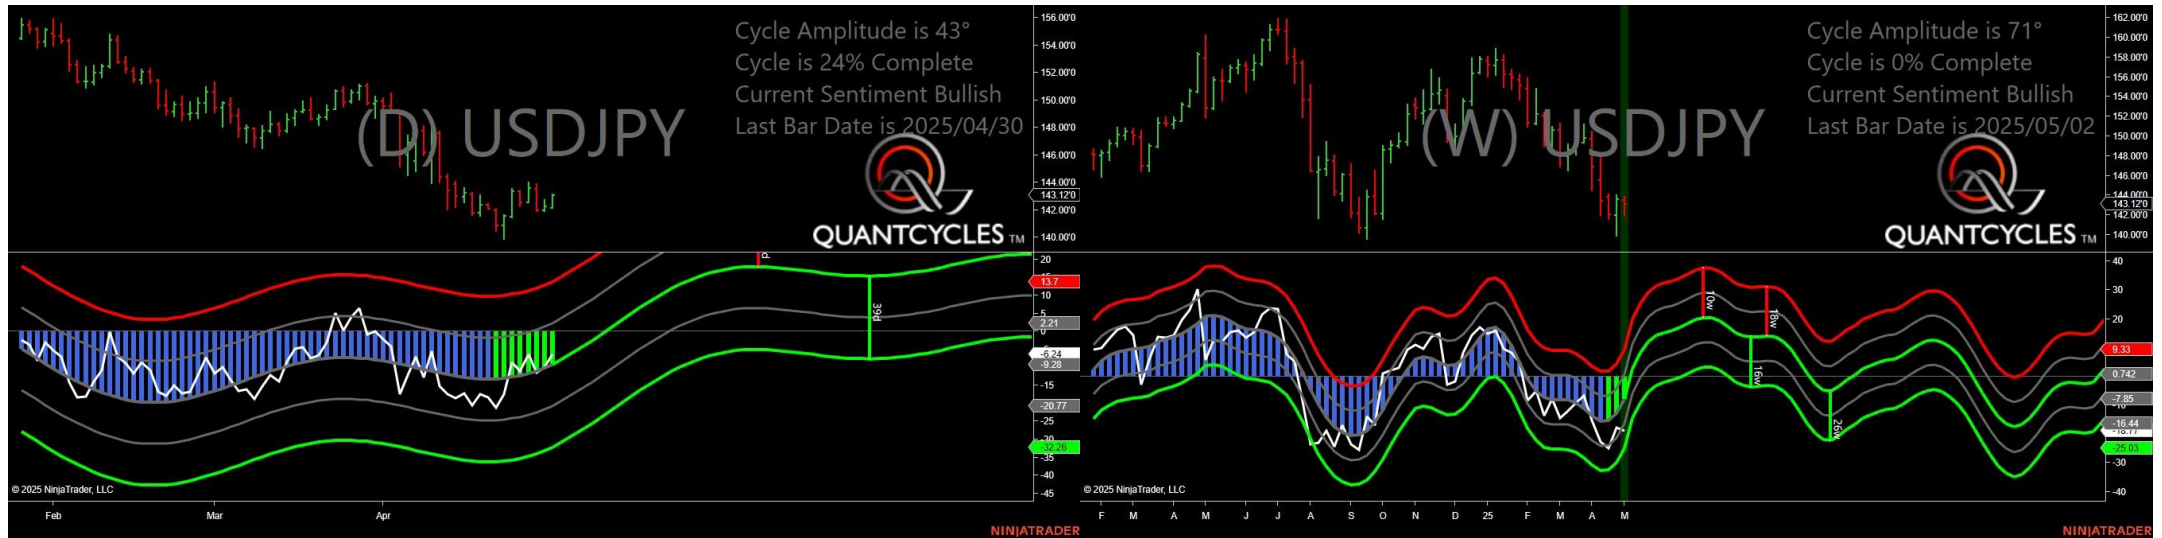 Cycle Amplitude is 43°
Cycle is 24% Complete
Current Sentiment Bullish
Last Bar Date is 2025/04/30
(D) USDJPY
QUANTCYCLES TM
156.00'0
154.00'0
152.00'0
150.00'0
148.00'0
146.00'0
144.00'0
143.12'0
142.00'0
140.00'0
20
13.7
10
5
2.21
-6.24
-9.28
-15
-20.77
-25
-32.26
-35
-40
-45
39d
© 2025 NinjaTrader, LLC
Feb
Mar
Apr
NINJATRADER
Cycle Amplitude is 71°
Cycle is 0% Complete
Current Sentiment Bullish
Last Bar Date is 2025/05/02
(W) USDJPY
QUANTCYCLES TM
162.00'0
160.00'0
158.00'0
156.00'0
154.00'0
152.00'0
150.00'0
148.00'0
146.00'0
144.00'0
143.12'0
142.00'0
140.00'0
40
30
20
9.33
0.742
-7.85
-16.44
-25.03
-30
-40
10w
18w
16w
26w
© 2025 NinjaTrader, LLC
F
M
A
M
J
J
A
S
O
N
D
25
F
M
A
M
NINJATRADER